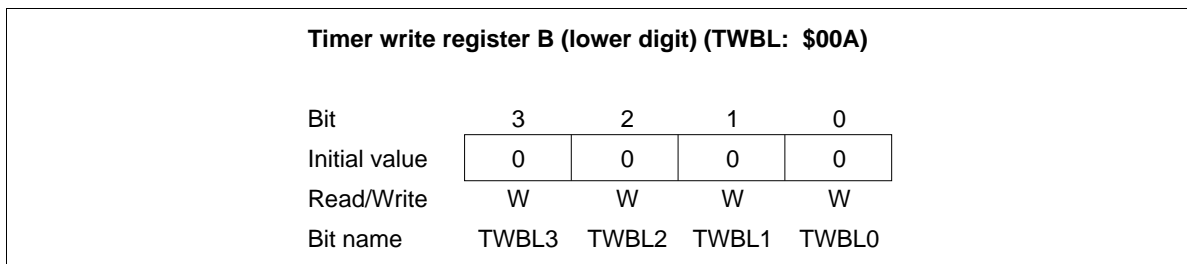 Timer write register B (lower digit) (TWBL: $00A)
Bit 3 2 1 0
Initial value 0 0 0 0
Read/Write W W W W
Bit name TWBL3 TWBL2 TWBL1 TWBL0